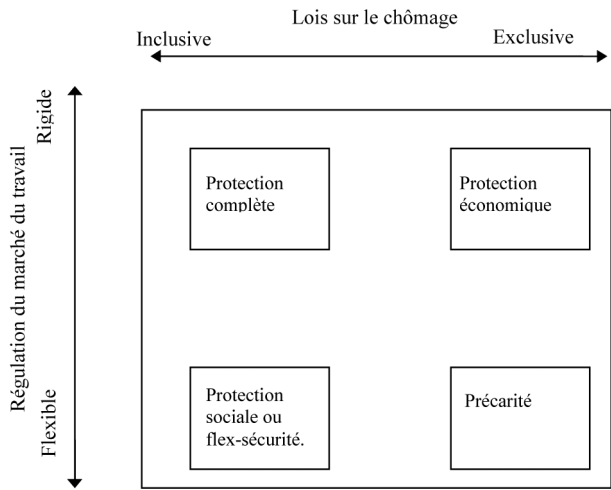 Lois sur le chômage
Inclusive
Exclusive
Régulation du marché du travail
Rigide
Flexible
Protection
complète
Protection
économique
Protection
sociale ou
flex-sécurité.
Précarité